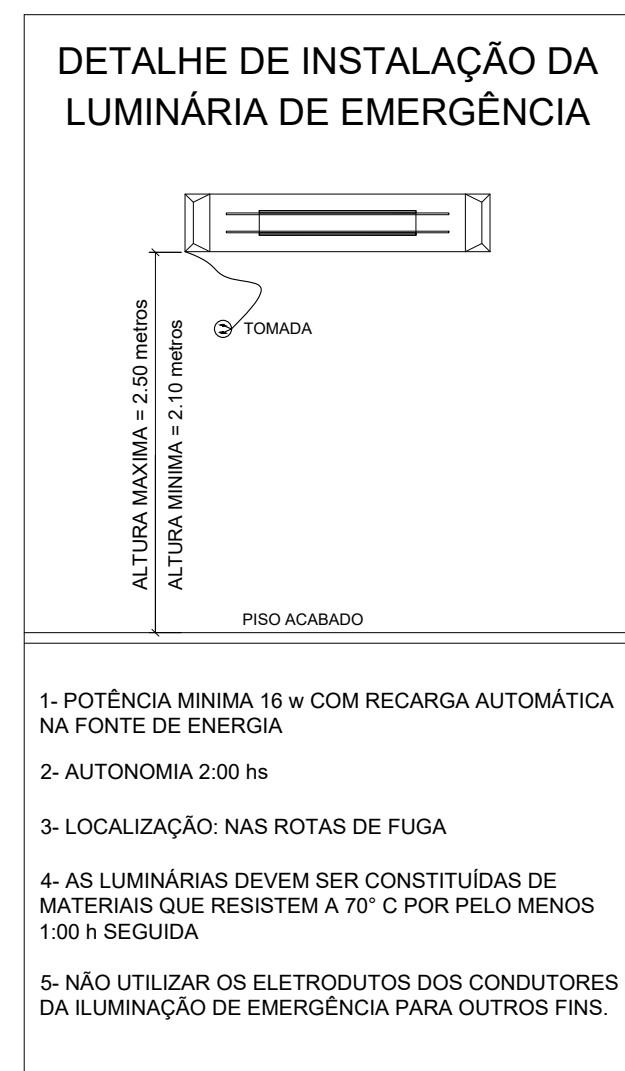 DETALHE DE INSTALAÇÃO DA
LUMINÁRIA DE EMERGÊNCIA
ALTURA MAXIMA = 2.50 metros
ALTURA MINIMA = 2.10 metros
TOMADA
PISO ACABADO
1- POTÊNCIA MINIMA 16 w COM RECARGA AUTOMÁTICA
NA FONTE DE ENERGIA
2- AUTONOMIA 2:00 hs
3- LOCALIZAÇÃO: NAS ROTAS DE FUGA
4- AS LUMINÁRIAS DEVEM SER CONSTITUÍDAS DE
MATERIAIS QUE RESISTEM A 70° C POR PELO MENOS
1:00 h SEGUIDA
5- NÃO UTILIZAR OS ELETRODUTOS DOS CONDUTORES
DA ILUMINAÇÃO DE EMERGÊNCIA PARA OUTROS FINS.